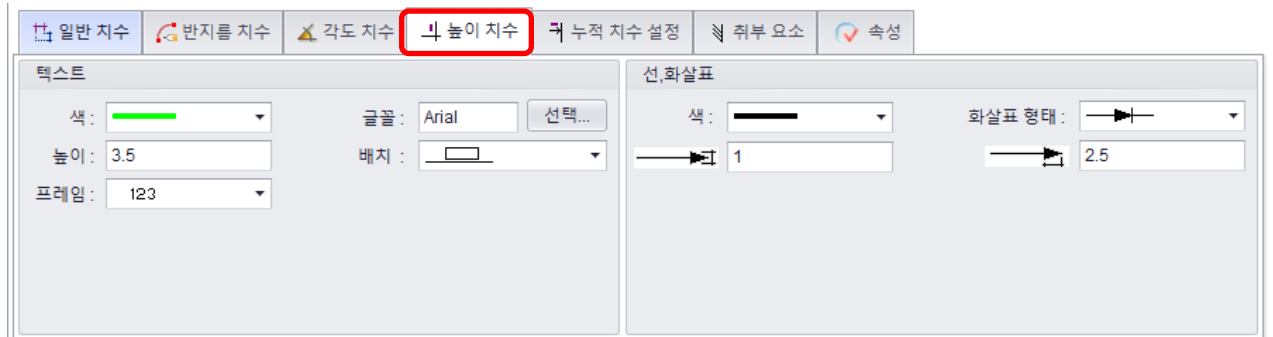 일반 치수 반지름 치수 각도 치수 높이 치수 누적 치수 설정 취부 요소 속성
텍스트
색 : 글꼴 : Arial 선택...
높이 : 3.5 배치 :
프레임 : 123
선,화살표
색 : 화살표 형태 :
1 2.5